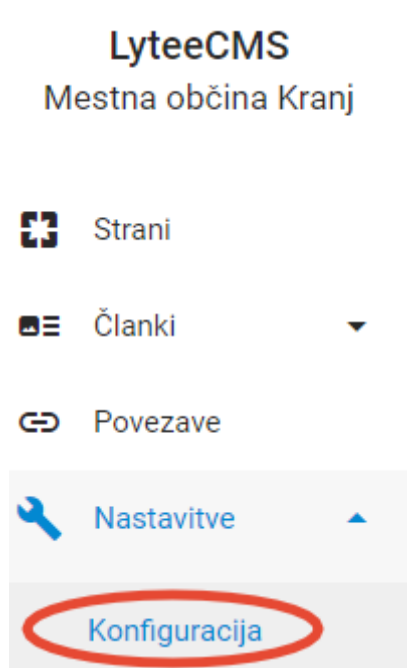 LyteeCMS
Mestna občina Kranj
Strani
Članki
Povezave
Nastavitve
Konfiguracija